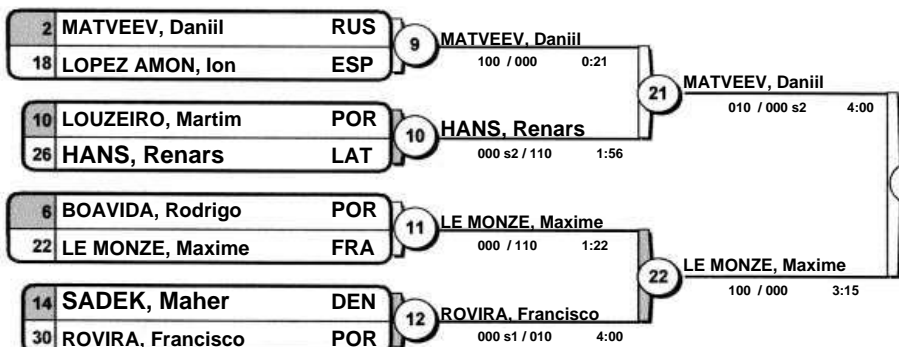 2 MATVEEV, Daniil RUS
18 LOPEZ AMON, Ion ESP
9
MATVEEV, Daniil
100 / 000 0:21
10 LOUZEIRO, Martim POR
26 HANS, Renars LAT
10
HANS, Renars
000 s2 / 110 1:56
21
MATVEEV, Daniil
010 / 000 s2 4:00
6 BOAVIDA, Rodrigo POR
22 LE MONZE, Maxime FRA
11
LE MONZE, Maxime
000 / 110 1:22
14 SADEK, Maher DEN
30 ROVIRA, Francisco POR
12
ROVIRA, Francisco
000 s1 / 010 4:00
22
LE MONZE, Maxime
100 / 000 3:15